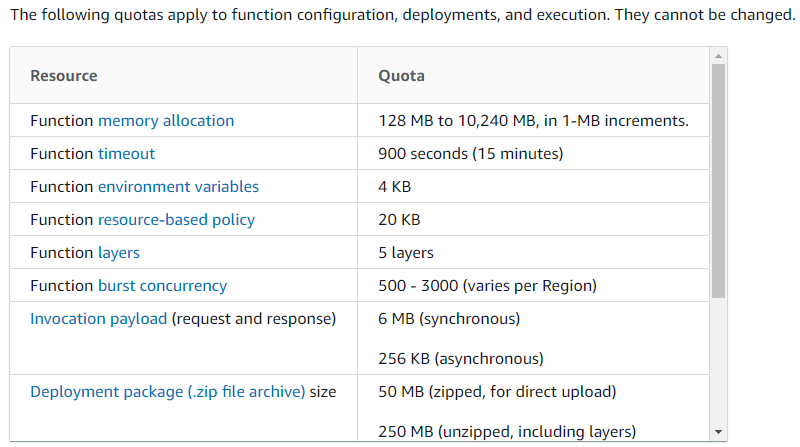 The following quotas apply to function configuration, deployments, and execution. They cannot be changed.
Resource Quota
Function memory allocation 128 MB to 10,240 MB, in 1-MB increments.
Function timeout 900 seconds (15 minutes)
Function environment variables 4 KB
Function resource-based policy 20 KB
Function layers 5 layers
Function burst concurrency 500 - 3000 (varies per Region)
Invocation payload (request and response) 6 MB (synchronous)
256 KB (asynchronous)
Deployment package (.zip file archive) size 50 MB (zipped, for direct upload)
250 MB (unzipped, including layers)